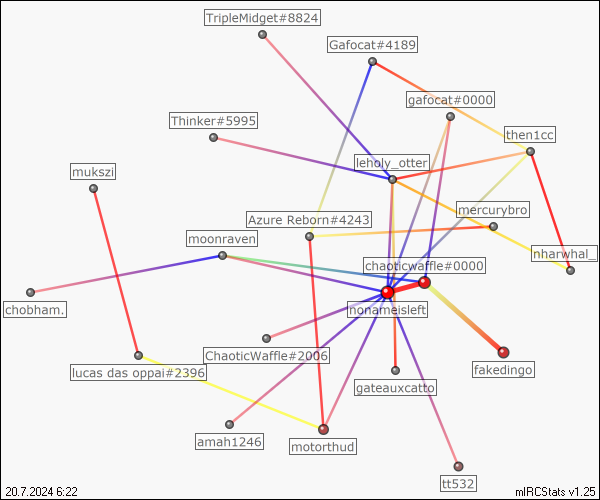 TripleMidget#8824
Gafocat#4189
gafocat#0000
Thinker#5995
then1cc
leholy_otter
mukszi
mercurybro
Azure Reborn#4243
moonraven
nharwhal_
chaoticwaffle#0000
chobham.
nonameisleft
ChaoticWaffle#2006
fakedingo
lucas das oppai#2396
gateauxcatto
amah1246
motorthud
tt532
20.7.2024 6:22
mIRCStats v1.25